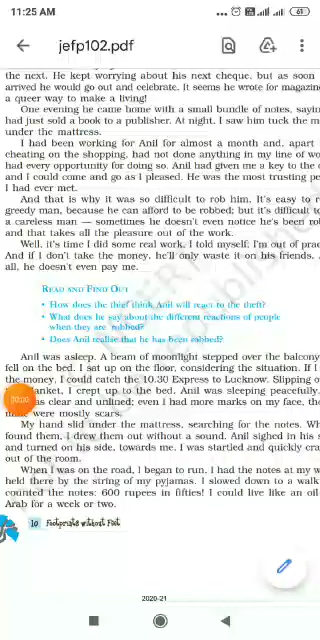 11:25 AM
61
jefp102.pdf
the next. He kept worrying about his next cheque, but as soon
arrived he would go out and celebrate. It seems he wrote for magazin
a queer way to make a living!
One evening he came home with a small bundle of notes, sayin
had just sold a book to a publisher. At night, I saw him tuck the m
under the mattress.
I had been working for Anil for almost a month and, apart
cheating on the shopping, had not done anything in my line of wo
had every opportunity for doing so. Anil had given me a key to the
and I could come and go as I pleased. He was the most trusting pe
I had ever met.
And that is why it was so difficult to rob him. It's easy to r
greedy man, because he can afford to be robbed; but it's difficult to
a careless man — sometimes he doesn't even notice he's been ro
and that takes all the pleasure out of the work.
Well, it's time I did some real work, I told myself; I'm out of prac
And if I don't take the money, he'll only waste it on his friends.
all, he doesn't even pay me.
READ AND FIND OUT
• How does the thief think Anil will react to the theft?
• What does he say about the different reactions of people
when they are robbed?
• Does Anil realise that he has been robbed?
Anil was asleep. A beam of moonlight stepped over the balcony
fell on the bed. I sat up on the floor, considering the situation. If I
the money, I could catch the 10.30 Express to Lucknow. Slipping o
anket, I crept up to the bed. Anil was sleeping peacefully.
00:00
as clear and unlined; even I had more marks on my face, tho
were mostly scars.
My hand slid under the mattress, searching for the notes. Wh
found them, I drew them out without a sound. Anil sighed in his s
and turned on his side, towards me. I was startled and quickly cra
out of the room.
When I was on the road, I began to run. I had the notes at my w
held there by the string of my pyjamas. I slowed down to a walk
counted the notes: 600 rupees in fifties! I could live like an oil-
Arab for a week or two.
10 Footprints without Feet
2020-21